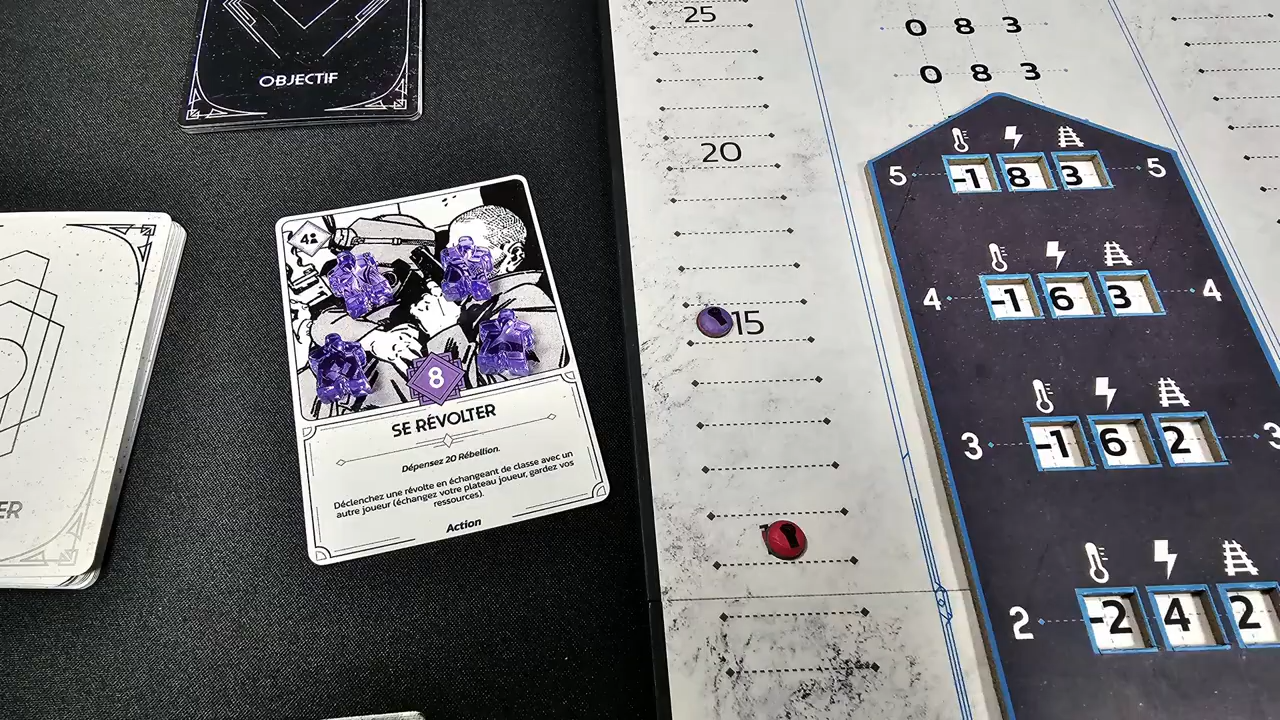 OBJECTIF
ER
4
8
SE RÉVOLTER
Dépensez 20 Rébellion.
Déclenchez une révolte en échangeant de classe avec un
autre joueur (échangez votre plateau joueur, gardez vos
ressources).
Action
25
20
15
0 8 3
0 8 3
5 -1 8 3 5
4 -1 6 3 4
3 -1 6 2 3
2 -2 4 2